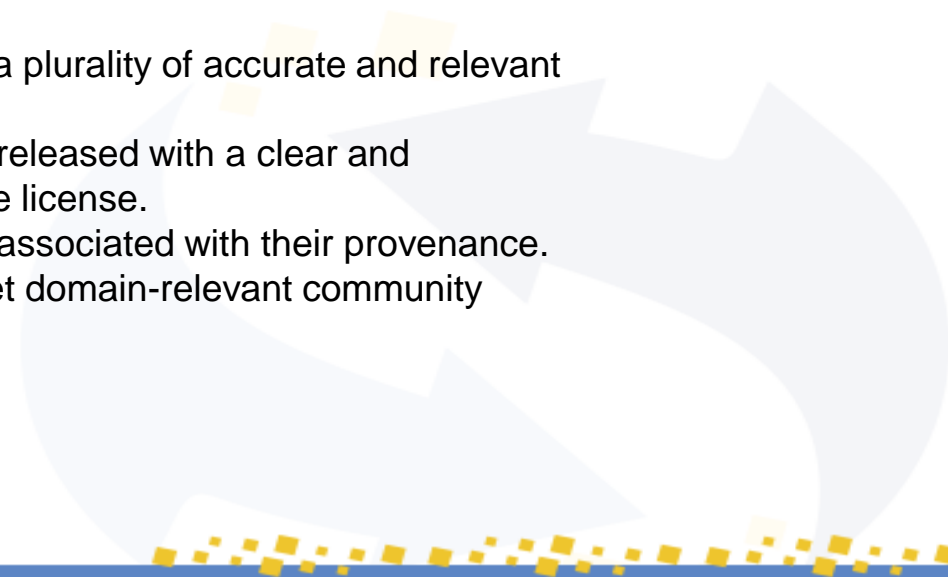 a plurality of accurate and relevant
released with a clear and
e license.
associated with their provenance.
et domain-relevant community